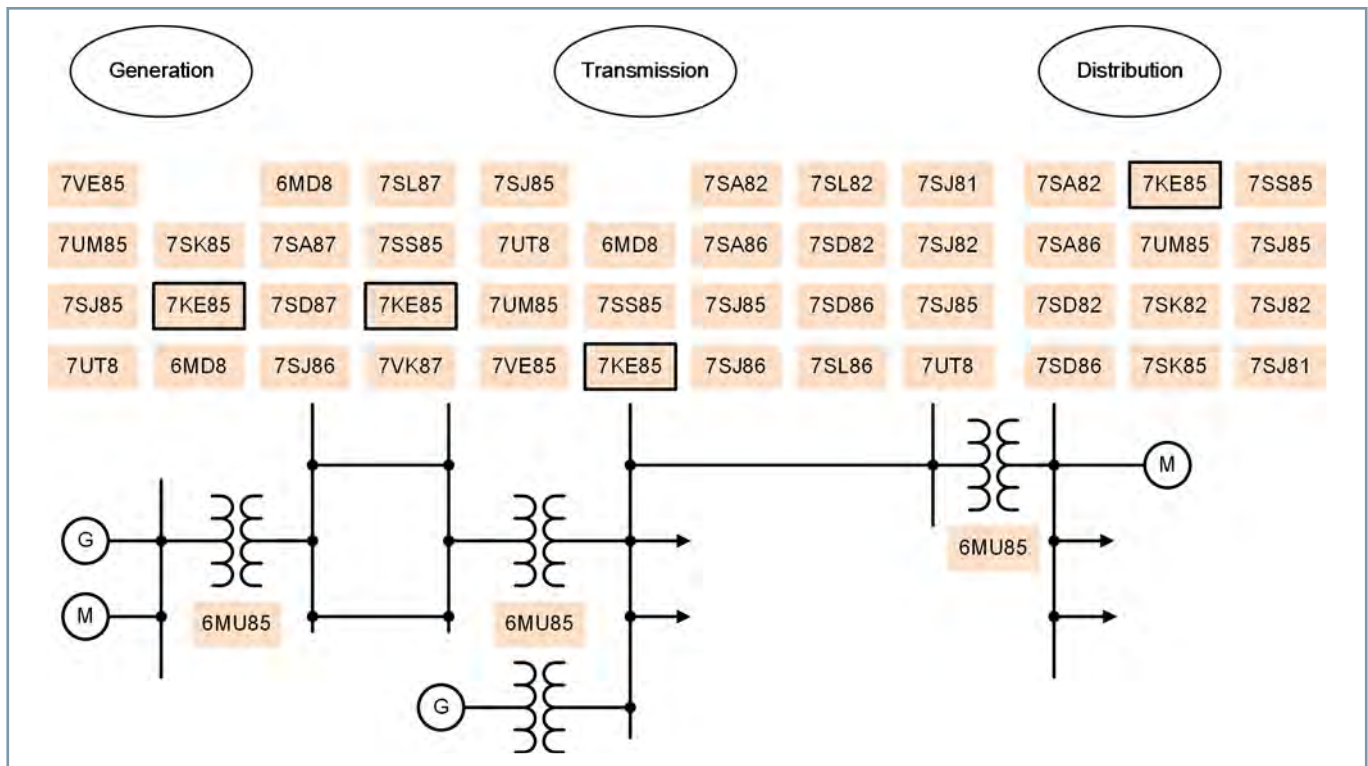 Generation Transmission Distribution
7VE85 6MD8 7SL87 7SJ85 7SA82 7SL82 7SJ81 7SA82 7KE85 7SS85
7UM85 7SK85 7SA87 7SS85 7UT8 6MD8 7SA86 7SD82 7SJ82 7SA86 7UM85 7SJ85
7SJ85 7KE85 7SD87 7KE85 7UM85 7SS85 7SJ85 7SD86 7SJ85 7SD82 7SK82 7SJ82
7UT8 6MD8 7SJ86 7VK87 7VE85 7KE85 7SJ86 7SL86 7UT8 7SD86 7SK85 7SJ81
M
G 6MU85
M 6MU85 6MU85
G